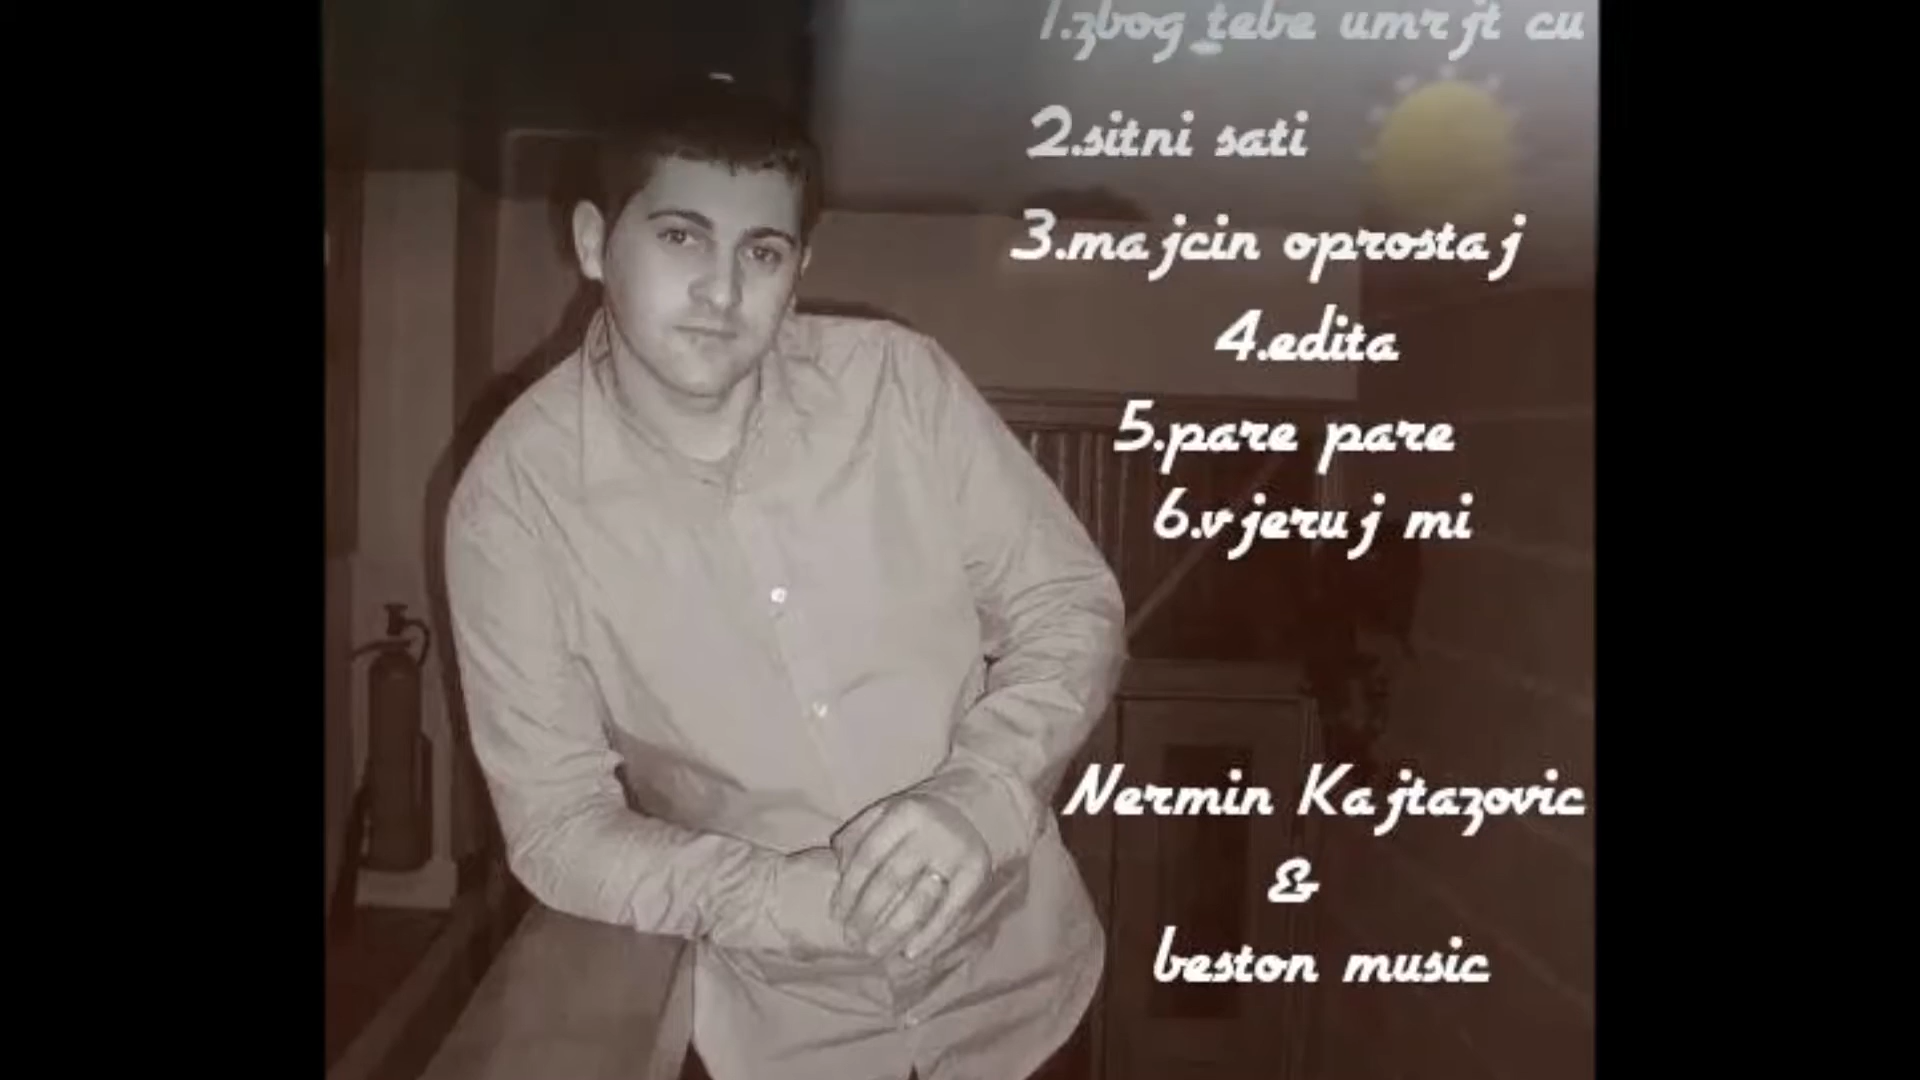 1.zbog tebe umrjt cu
2.sitni sati
3.majcin oprostaj
4.edita
5.pare pare
6.vjeruj mi
Nermin Kajtazovic
&
beston music